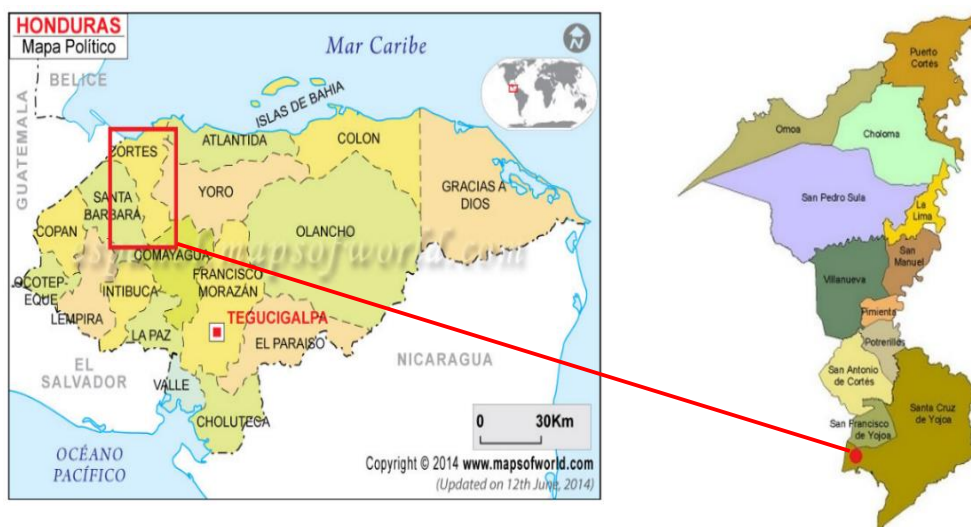 HONDURAS
Mapa Político
Mar Caribe
N
BELICE
GUATEMALA
ISLAS DE BAHIA
CORTES
ATLANTIDA
COLON
YORO
GRACIAS A
DIOS
SANTA
BARBARA
COPAN
OLANCHO
COMAYAGUA
espanol.mapsofworld.com
OCOTEP-
EQUE
INTIBUCA
FRANCISCO
MORAZÁN
LEMPIRA
TEGUCIGALPA
LA PAZ
EL PARAISO
EL
SALVADOR
NICARAGUA
VALLE
CHOLUTECA
0 30Km
OCÉANO
PACÍFICO
Copyright © 2014 www.mapsofworld.com
(Updated on 12th June, 2014)
Puerto
Cortés
Omoa
Choloma
San Pedro Sula
La
Lima
San
Manuel
Villanueva
Pimienta
Potrerillos
San Antonio
de Cortés
Santa Cruz
de Yojoa
San Francisco
de Yojoa